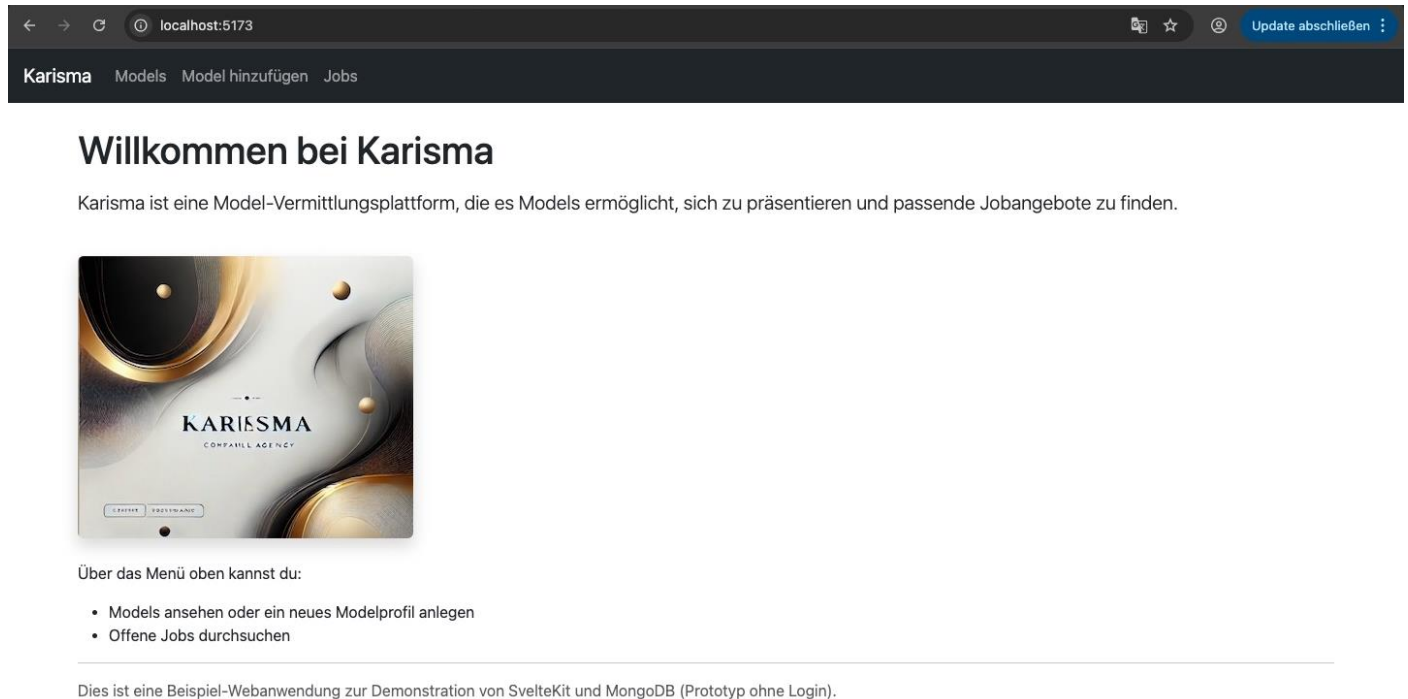 localhost:5173
Update abschließen
Karisma Models Model hinzufügen Jobs
Willkommen bei Karisma
Karisma ist eine Model-Vermittlungsplattform, die es Models ermöglicht, sich zu präsentieren und passende Jobangebote zu finden.
KARIESMA
AGENCY
Über das Menü oben kannst du:
• Models ansehen oder ein neues Modelprofil anlegen
• Offene Jobs durchsuchen
Dies ist eine Beispiel-Webanwendung zur Demonstration von SvelteKit und MongoDB (Prototyp ohne Login).